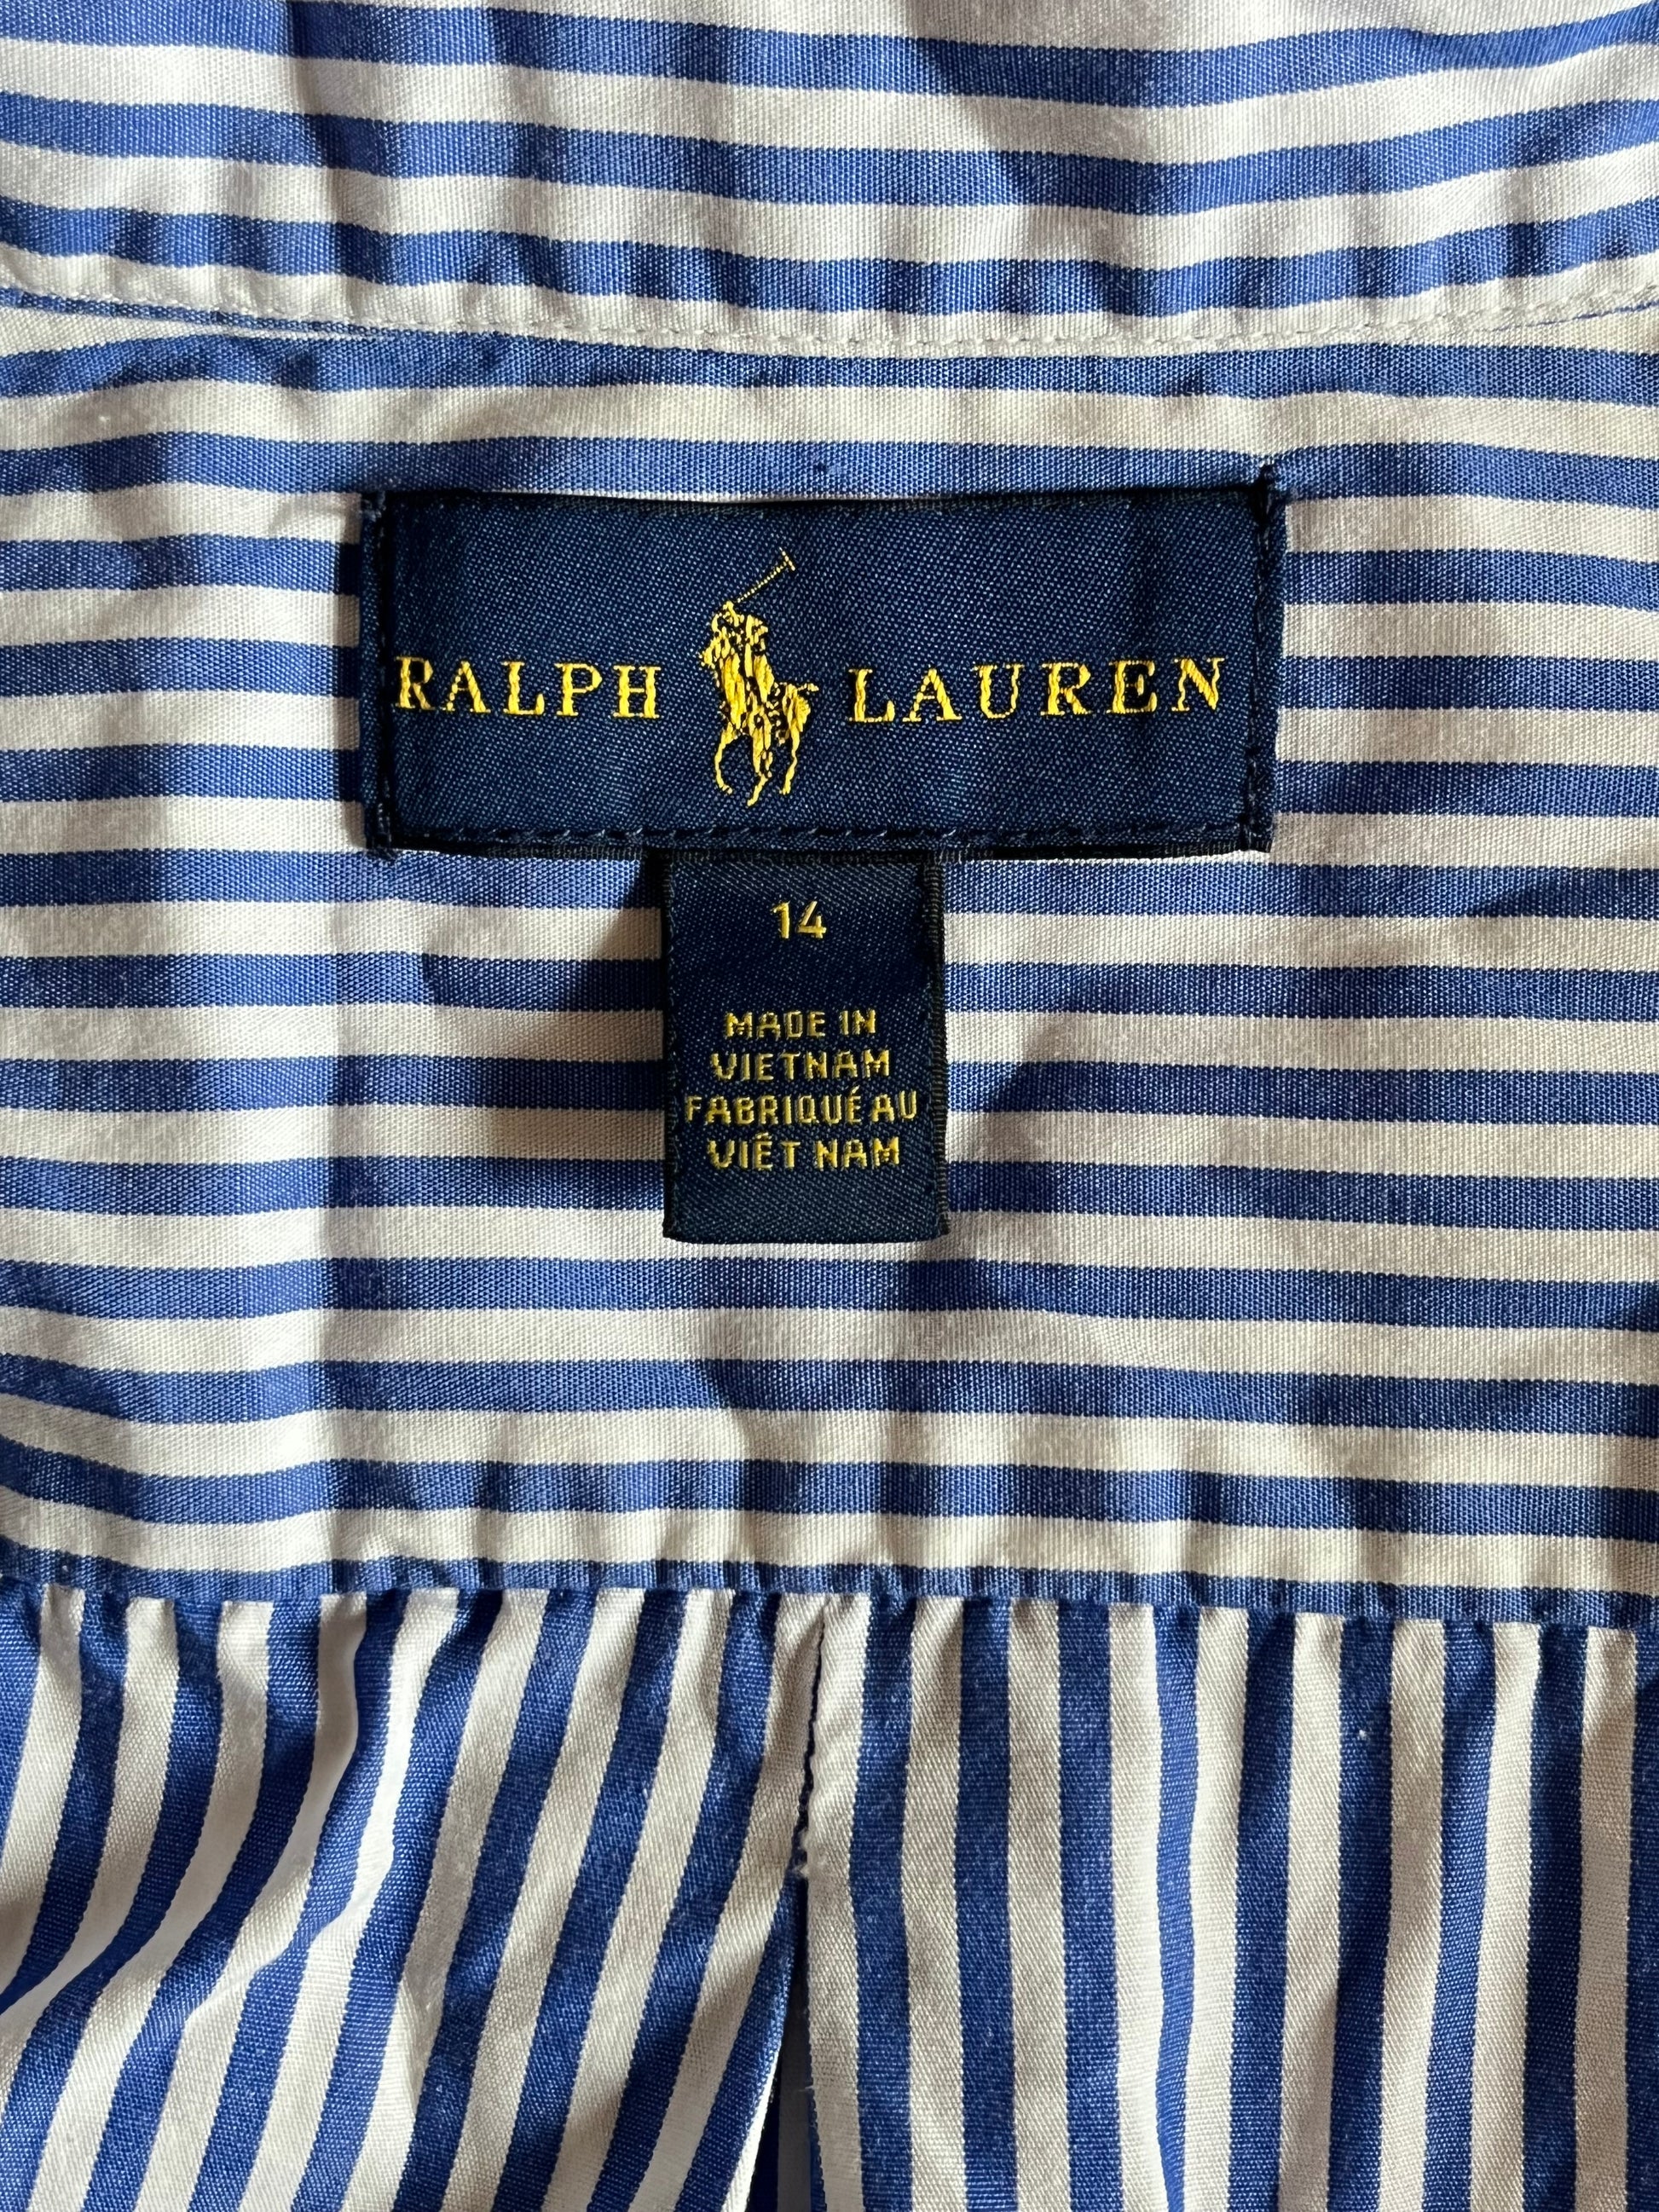 RALPH LAUREN
14
MADE IN
VIETNAM
FABRIQUÉ AU
VIÊT NAM